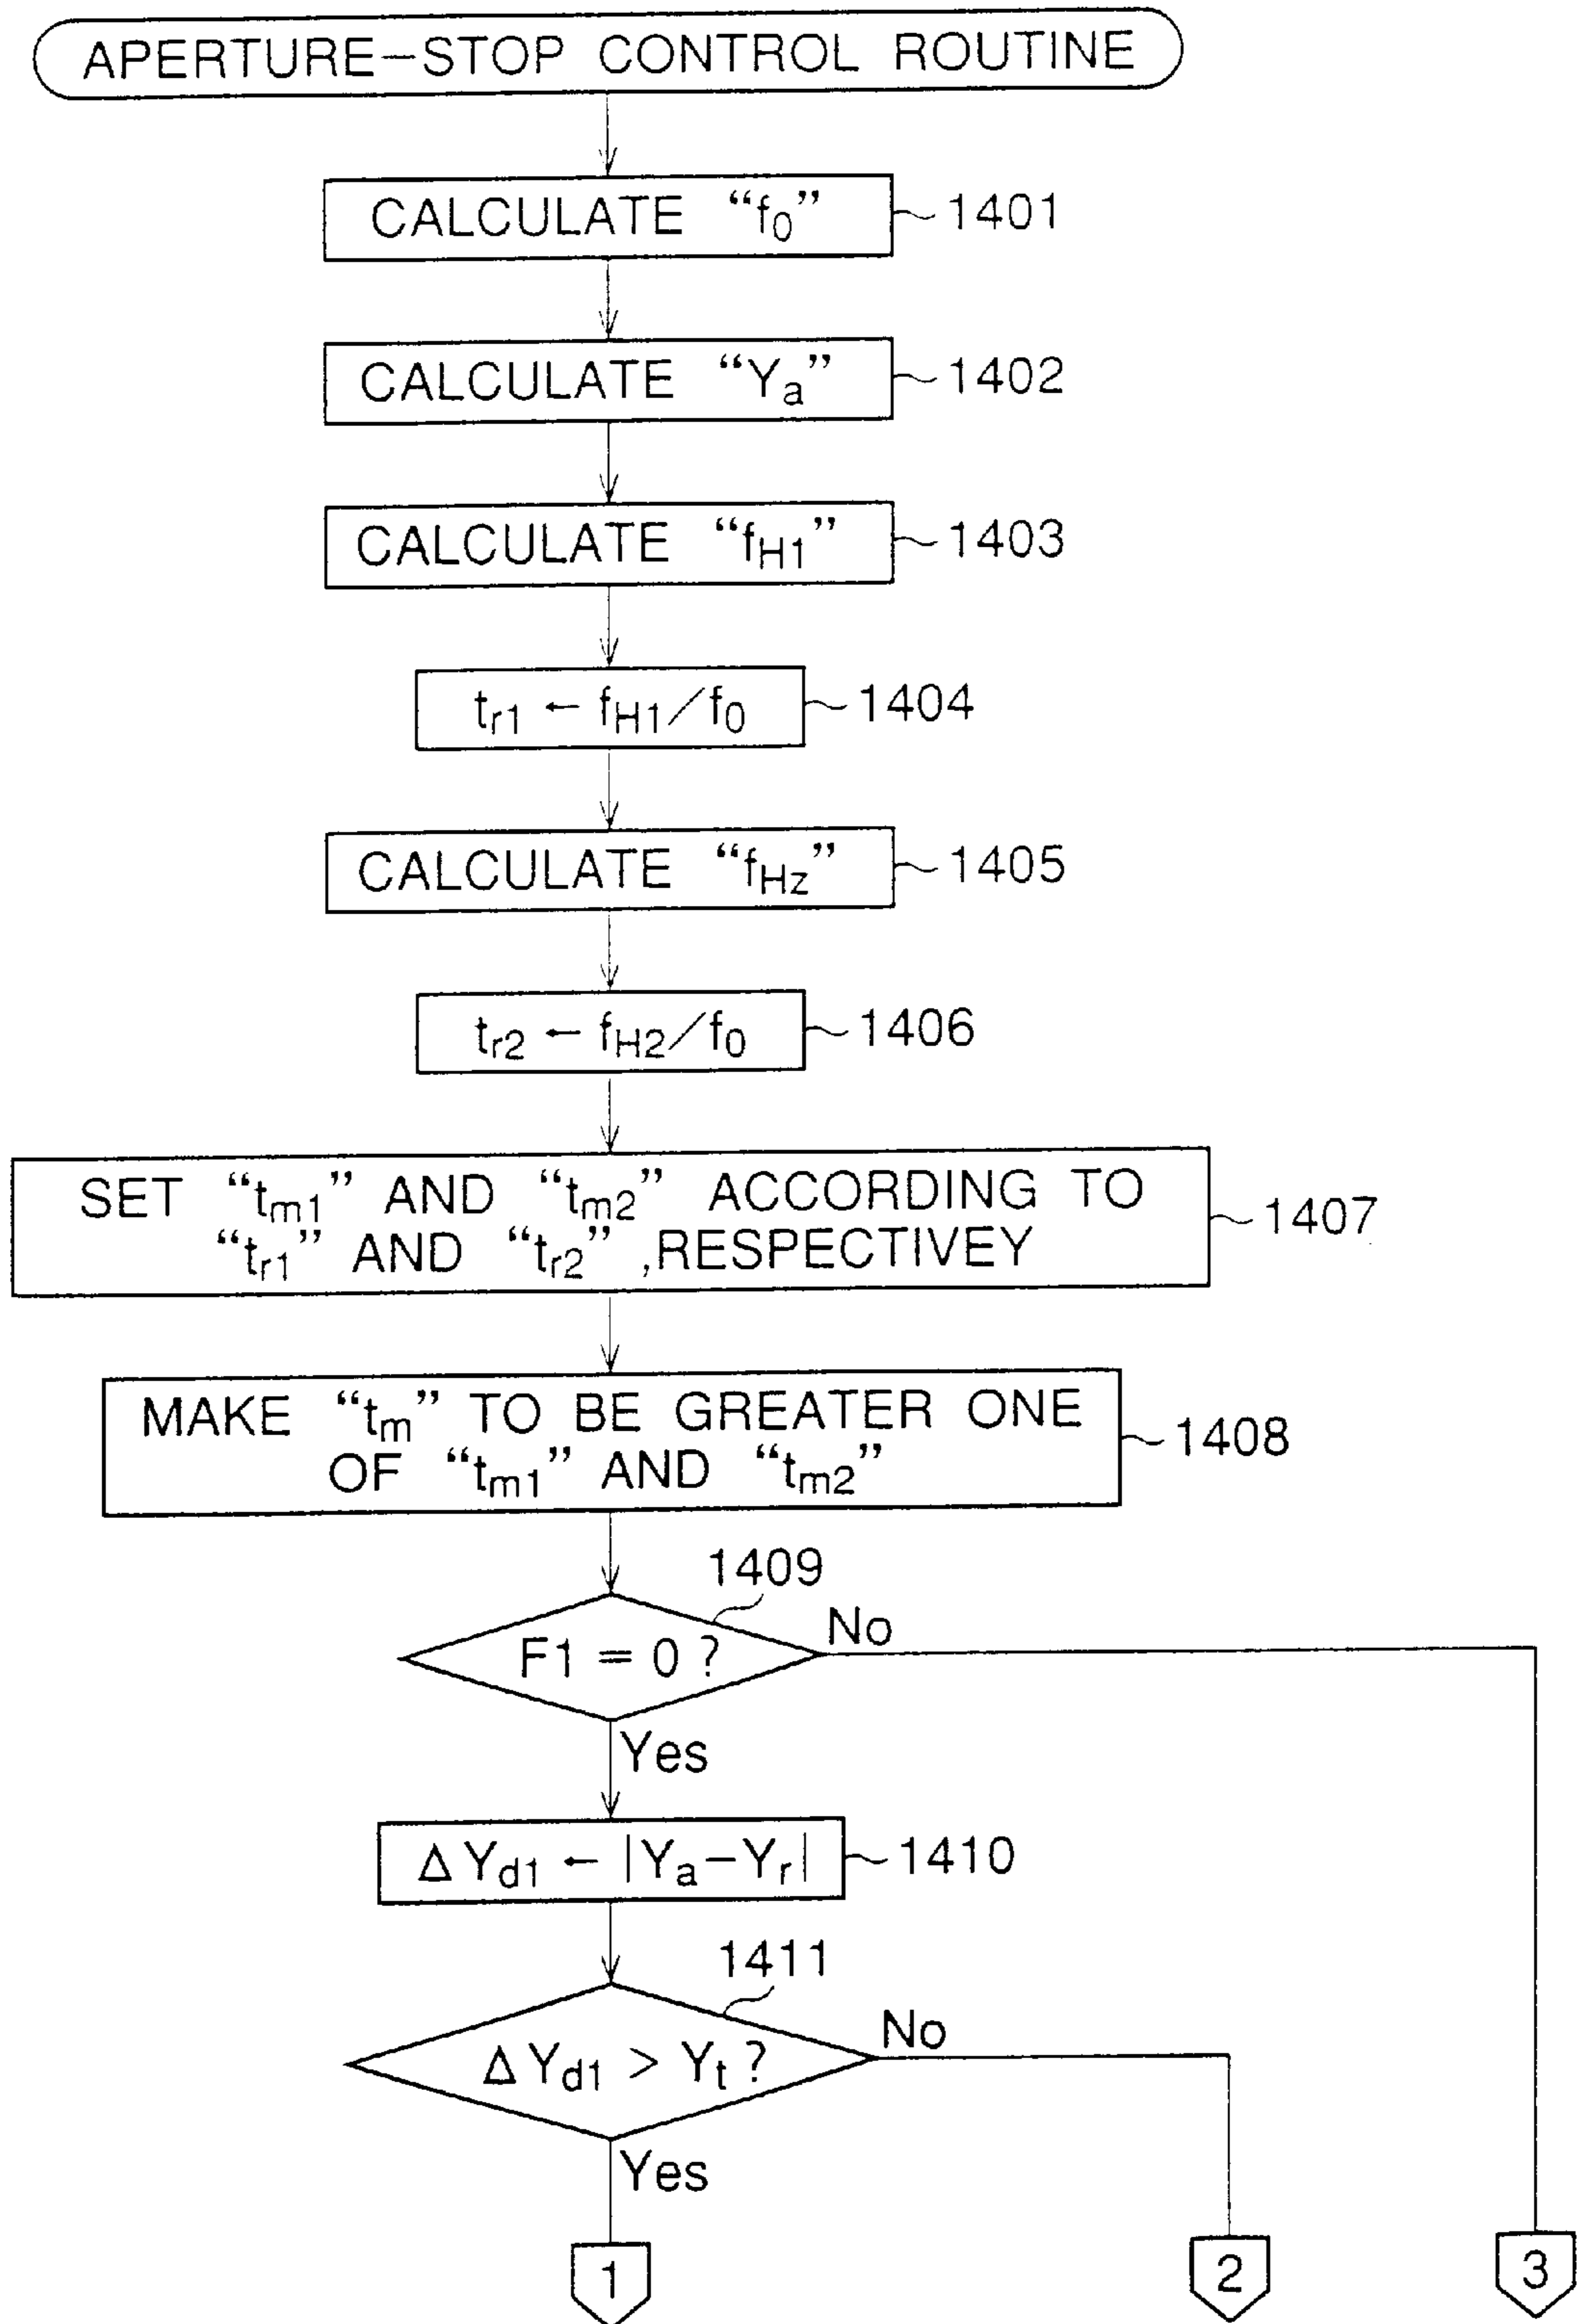 APERTURE-STOP CONTROL ROUTINE
CALCULATE “f0”
1401
CALCULATE “Ya”
1402
CALCULATE “fH1”
1403
tr1 ← fH1/f0
1404
CALCULATE “fHz”
1405
tr2 ← fH2/f0
1406
SET “tm1” AND “tm2” ACCORDING TO
“tr1” AND “tr2”,RESPECTIVEY
1407
MAKE “tm” TO BE GREATER ONE
OF “tm1” AND “tm2”
1408
1409
F1 = 0 ?
No
Yes
ΔYd1 ← |Ya−Yr|
1410
1411
ΔYd1 > Yt ?
No
Yes
1
2
3